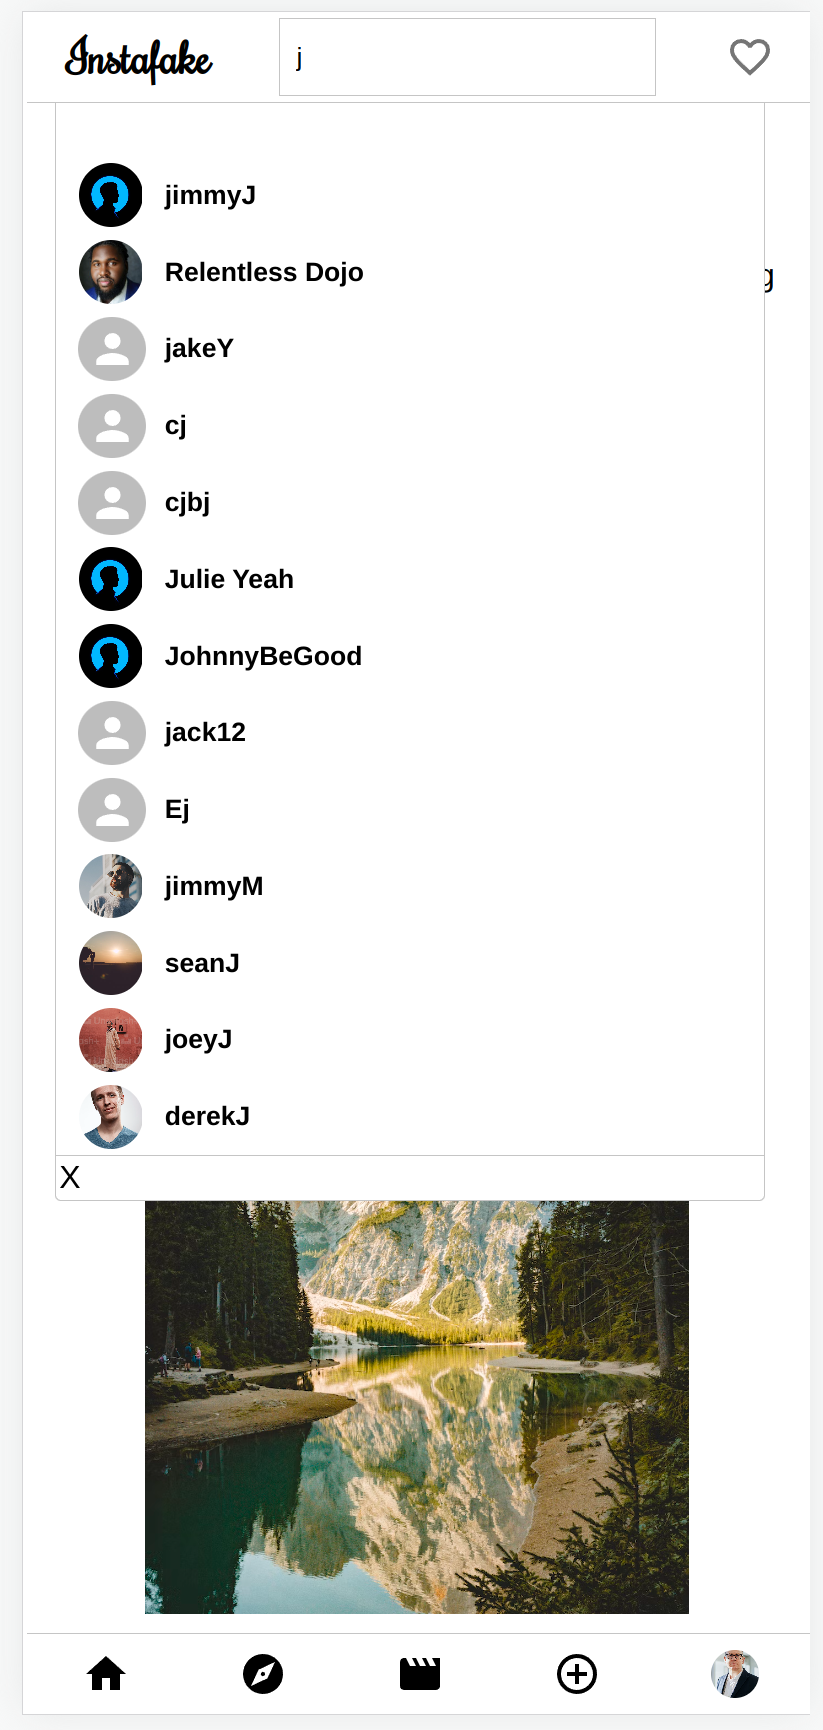 Instafake
j
jimmyJ
g
Relentless Dojo
jakeY
cj
cjbj
Julie Yeah
JohnnyBeGood
jack12
Ej
jimmyM
seanJ
joeyJ
derekJ
X